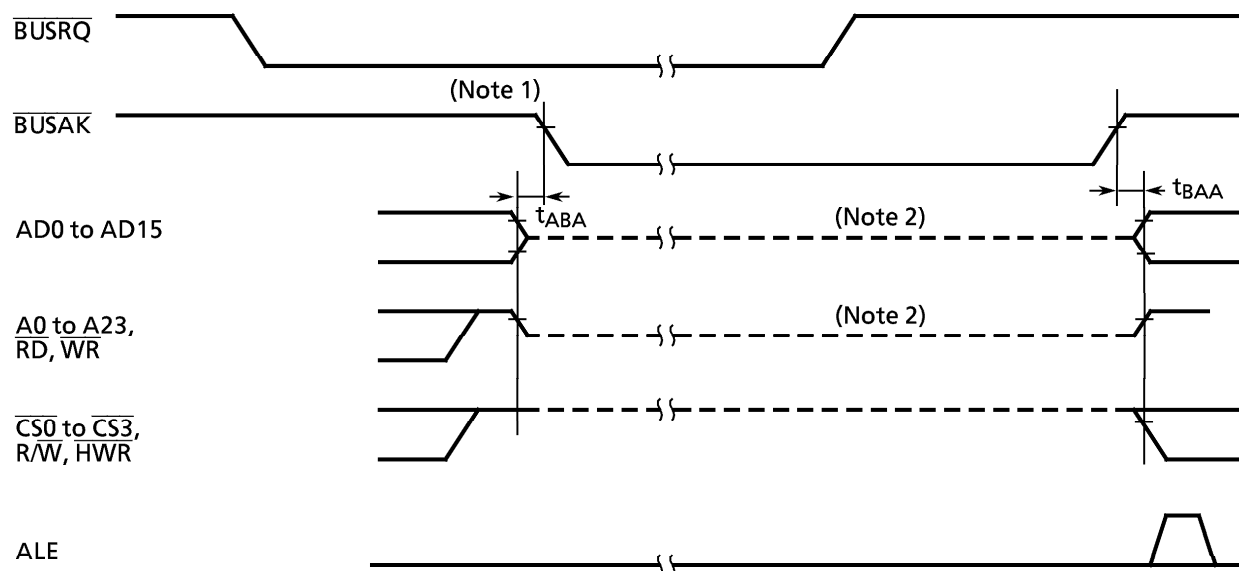 BUSRQ
(Note 1)
BUSAK
tBAA
tABA
(Note 2)
AD0 to AD15
(Note 2)
A0 to A23,
RD, WR
CS0 to CS3,
R/W, HWR
ALE